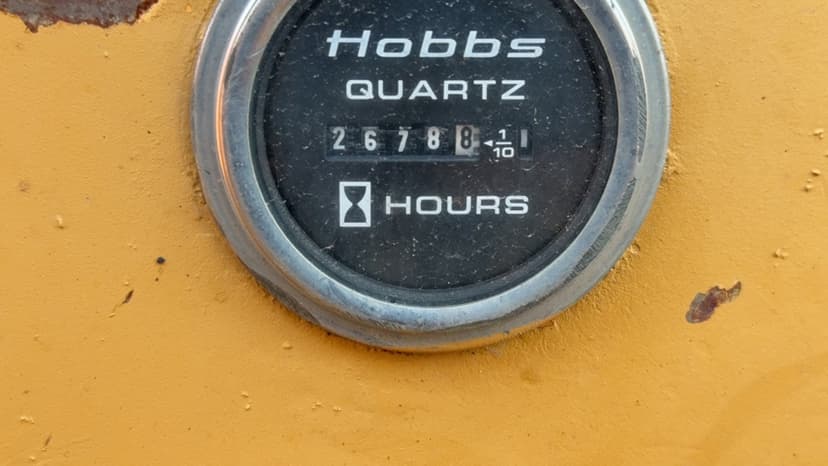 Hobbs
QUARTZ
26788 ◄1/10
HOURS